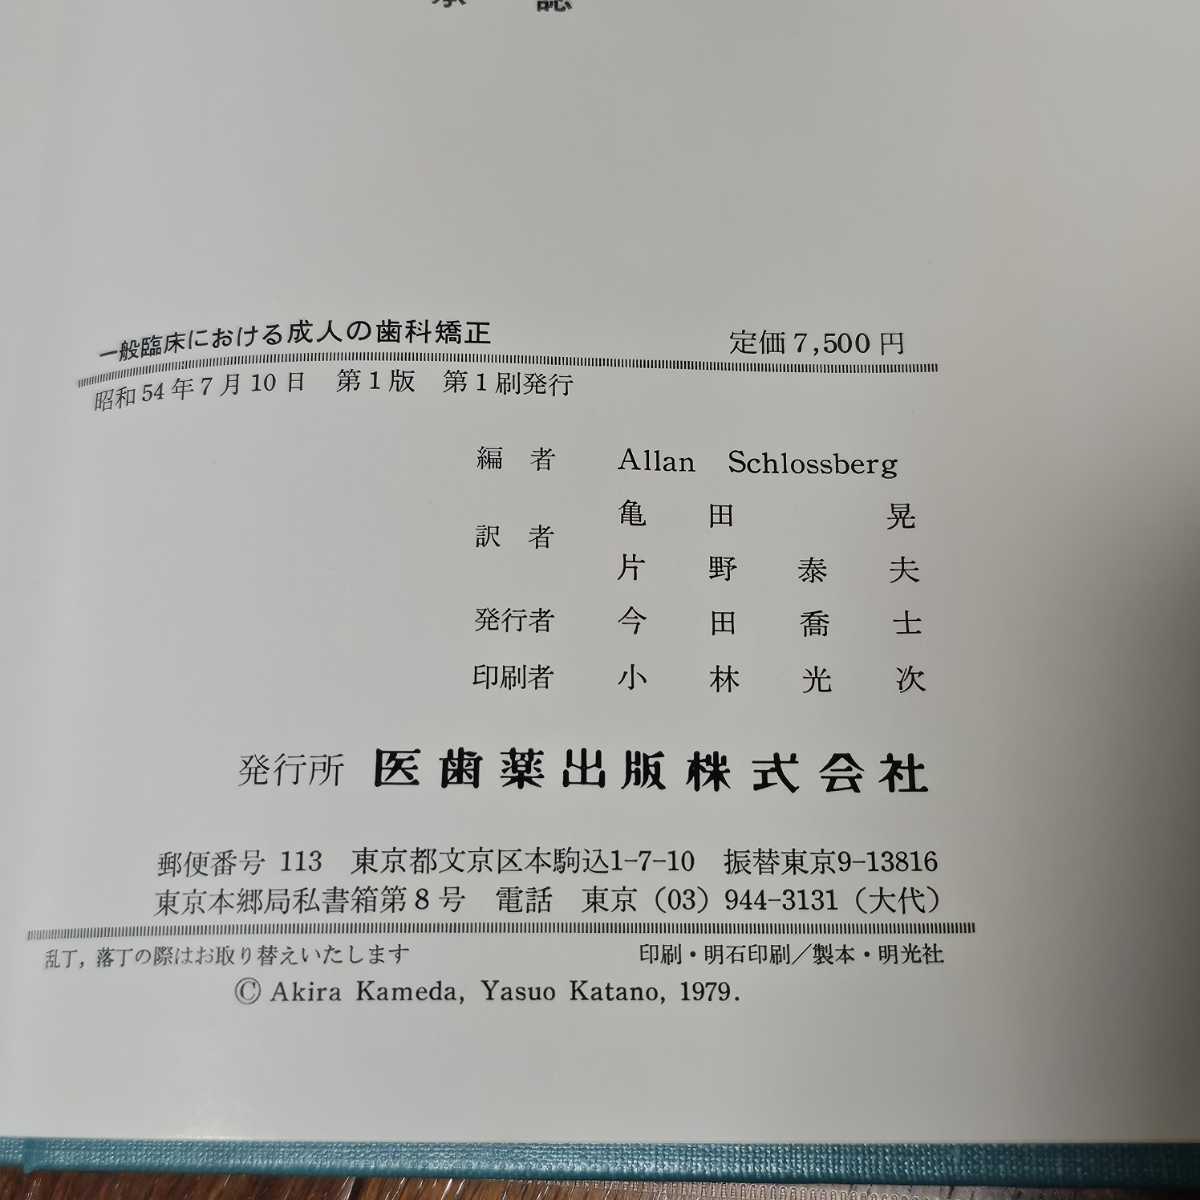 一般臨床における成人の歯科矯正 定価7,500円
昭和54年7月10日 第1版 第1刷発行
編者 Allan Schlossberg
訳者 亀田晃
片野泰夫
発行者 今田喬士
印刷者 小林光次
発行所 医歯薬出版株式会社
郵便番号 113 東京都文京区本駒込1-7-10 振替東京9-13816
東京本郷局私書箱第8号 電話 東京（03）944-3131（大代）
乱丁，落丁の際はお取り替えいたします 印刷・明石印刷／製本・明光社
© Akira Kameda, Yasuo Katano, 1979.